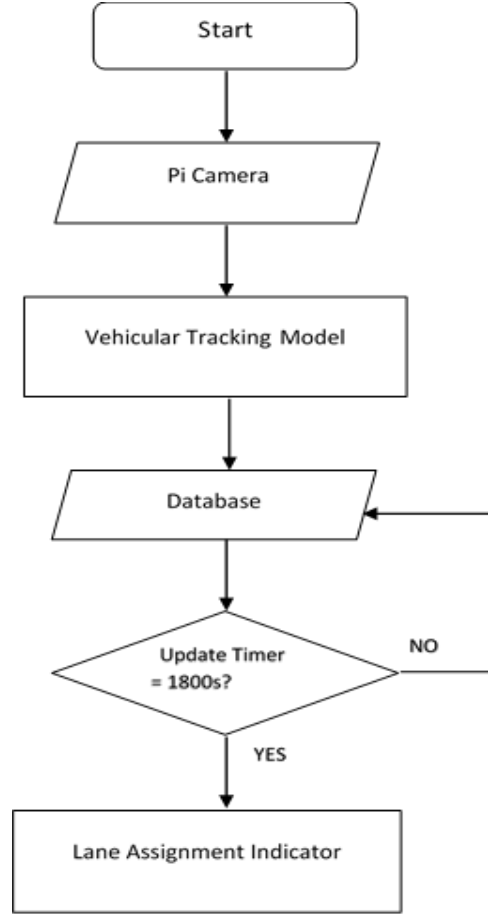 Start
Pi Camera
Vehicular Tracking Model
Database
Update Timer
= 1800s?
NO
YES
Lane Assignment Indicator